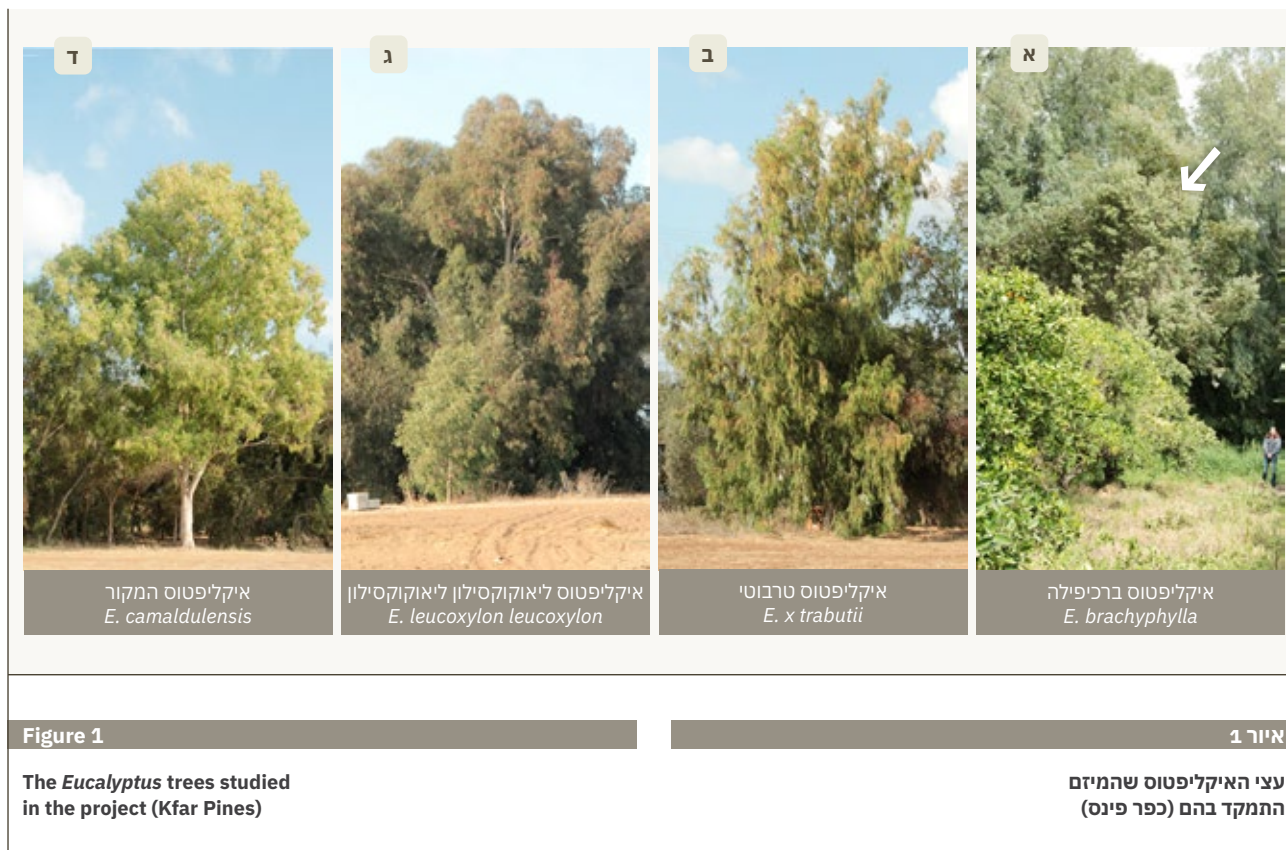 א
איקליפטוס ברכיפילה
E. brachyphylla
ב
איקליפטוס טרבוטי
E. x trabutii
ג
איקליפטוס ליאוקוקסילון ליאוקוקסילון
E. leucoxylon leucoxylon
ד
איקליפטוס המקור
E. camaldulensis
איור 1
עצי האיקליפטוס שהמיזם
התמקד בהם (כפר פינס)
Figure 1
The Eucalyptus trees studied
in the project (Kfar Pines)